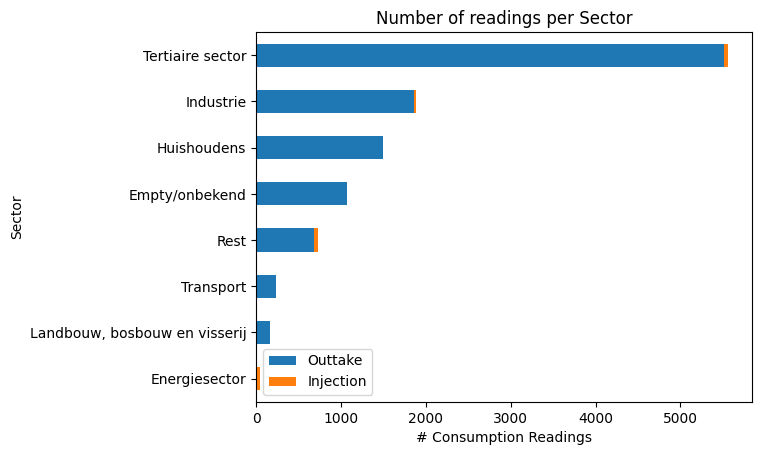 Number of readings per Sector
Tertiaire sector
Industrie
Huishoudens
Empty/onbekend
Rest
Transport
Landbouw, bosbouw en visserij
Energiesector
Sector
Outtake
Injection
0 1000 2000 3000 4000 5000
# Consumption Readings